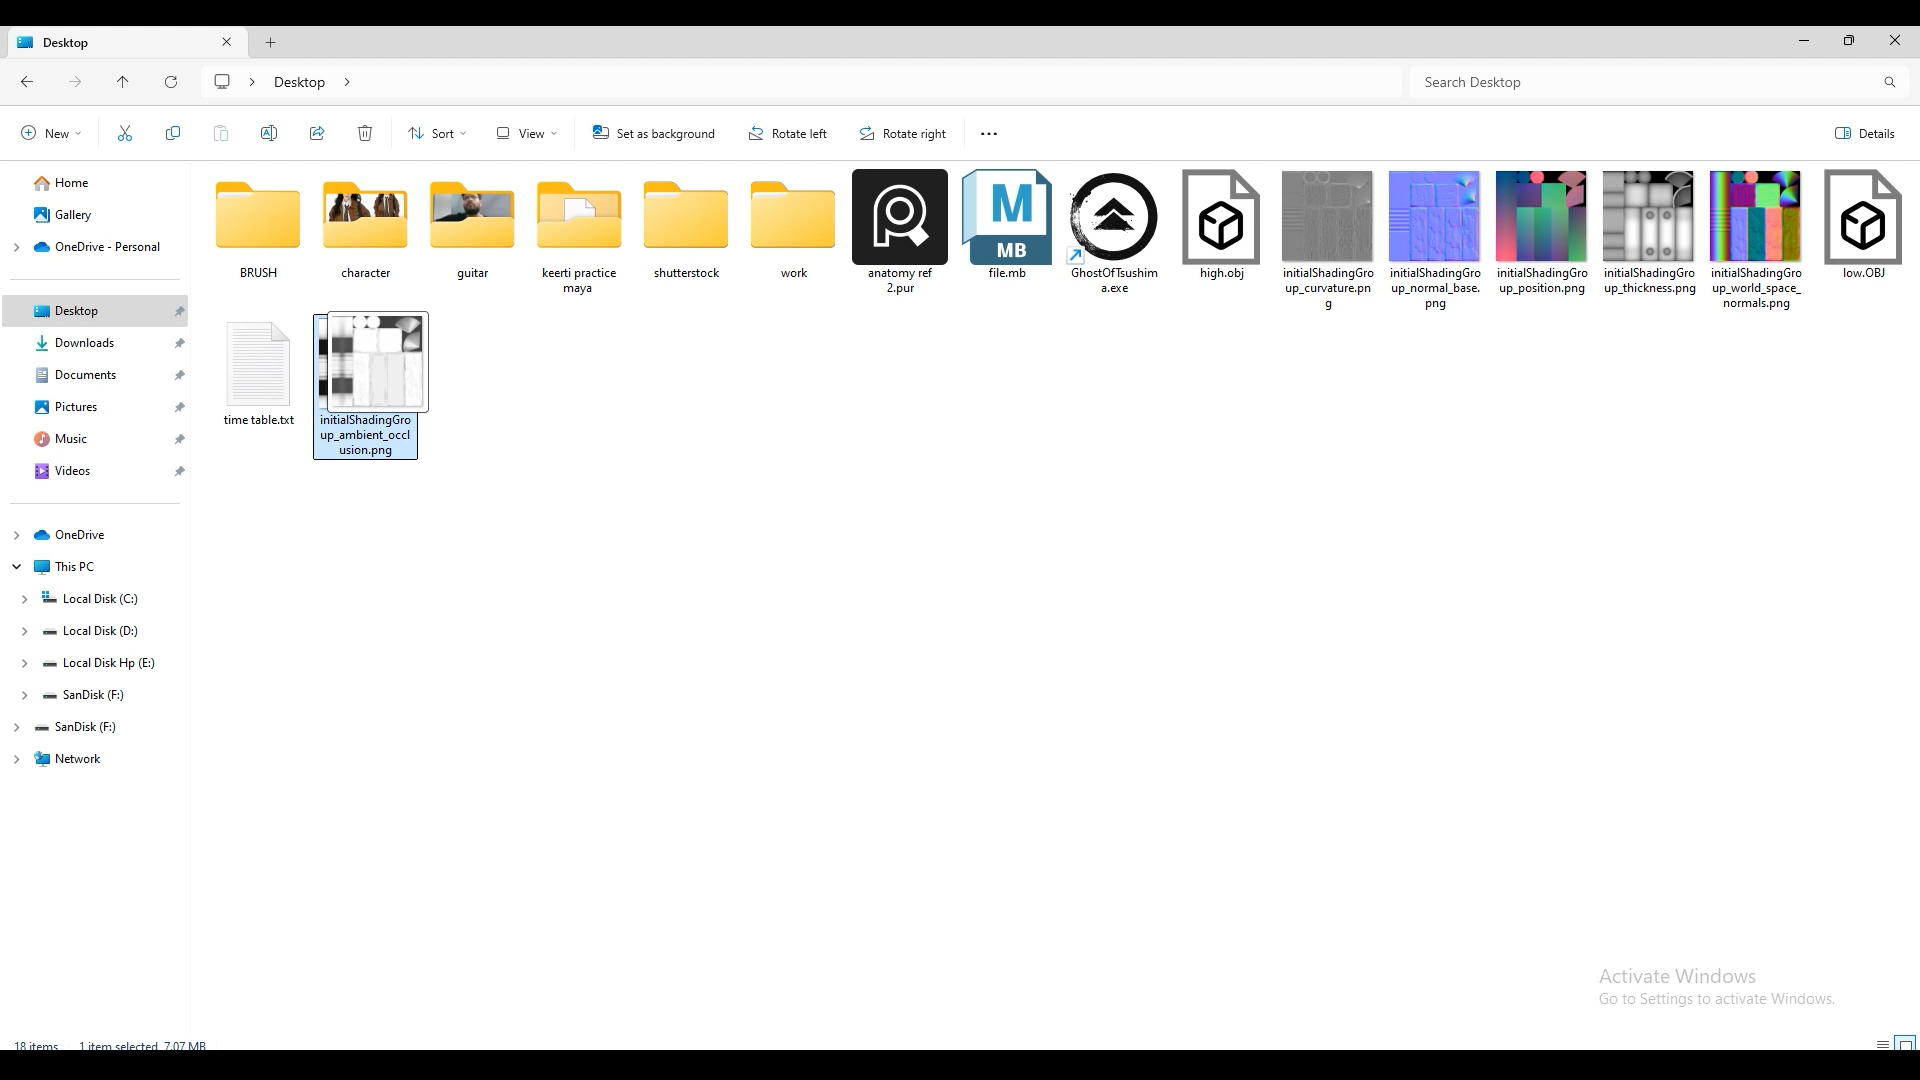 Desktop
Desktop
Search Desktop
New
Sort
View
Set as background
Rotate left
Rotate right
Details
Home
Gallery
OneDrive - Personal
Desktop
Downloads
Documents
Pictures
Music
Videos
OneDrive
This PC
Local Disk (C:)
Local Disk (D:)
Local Disk Hp (E:)
SanDisk (F:)
SanDisk (F:)
Network
BRUSH
character
guitar
keerti practice
maya
shutterstock
work
anatomy ref
2.pur
M
MB
file.mb
GhostOfTsushim
a.exe
high.obj
initialShadingGro
up_curvature.pn
g
initialShadingGro
up_normal_base.
png
initialShadingGro
up_position.png
initialShadingGro
up_thickness.png
initialShadingGro
up_world_space_
normals.png
low.OBJ
time table.txt
initialShadingGro
up_ambient_occl
usion.png
Activate Windows
Go to Settings to activate Windows.
18 items
1 item selected 7.07 MB